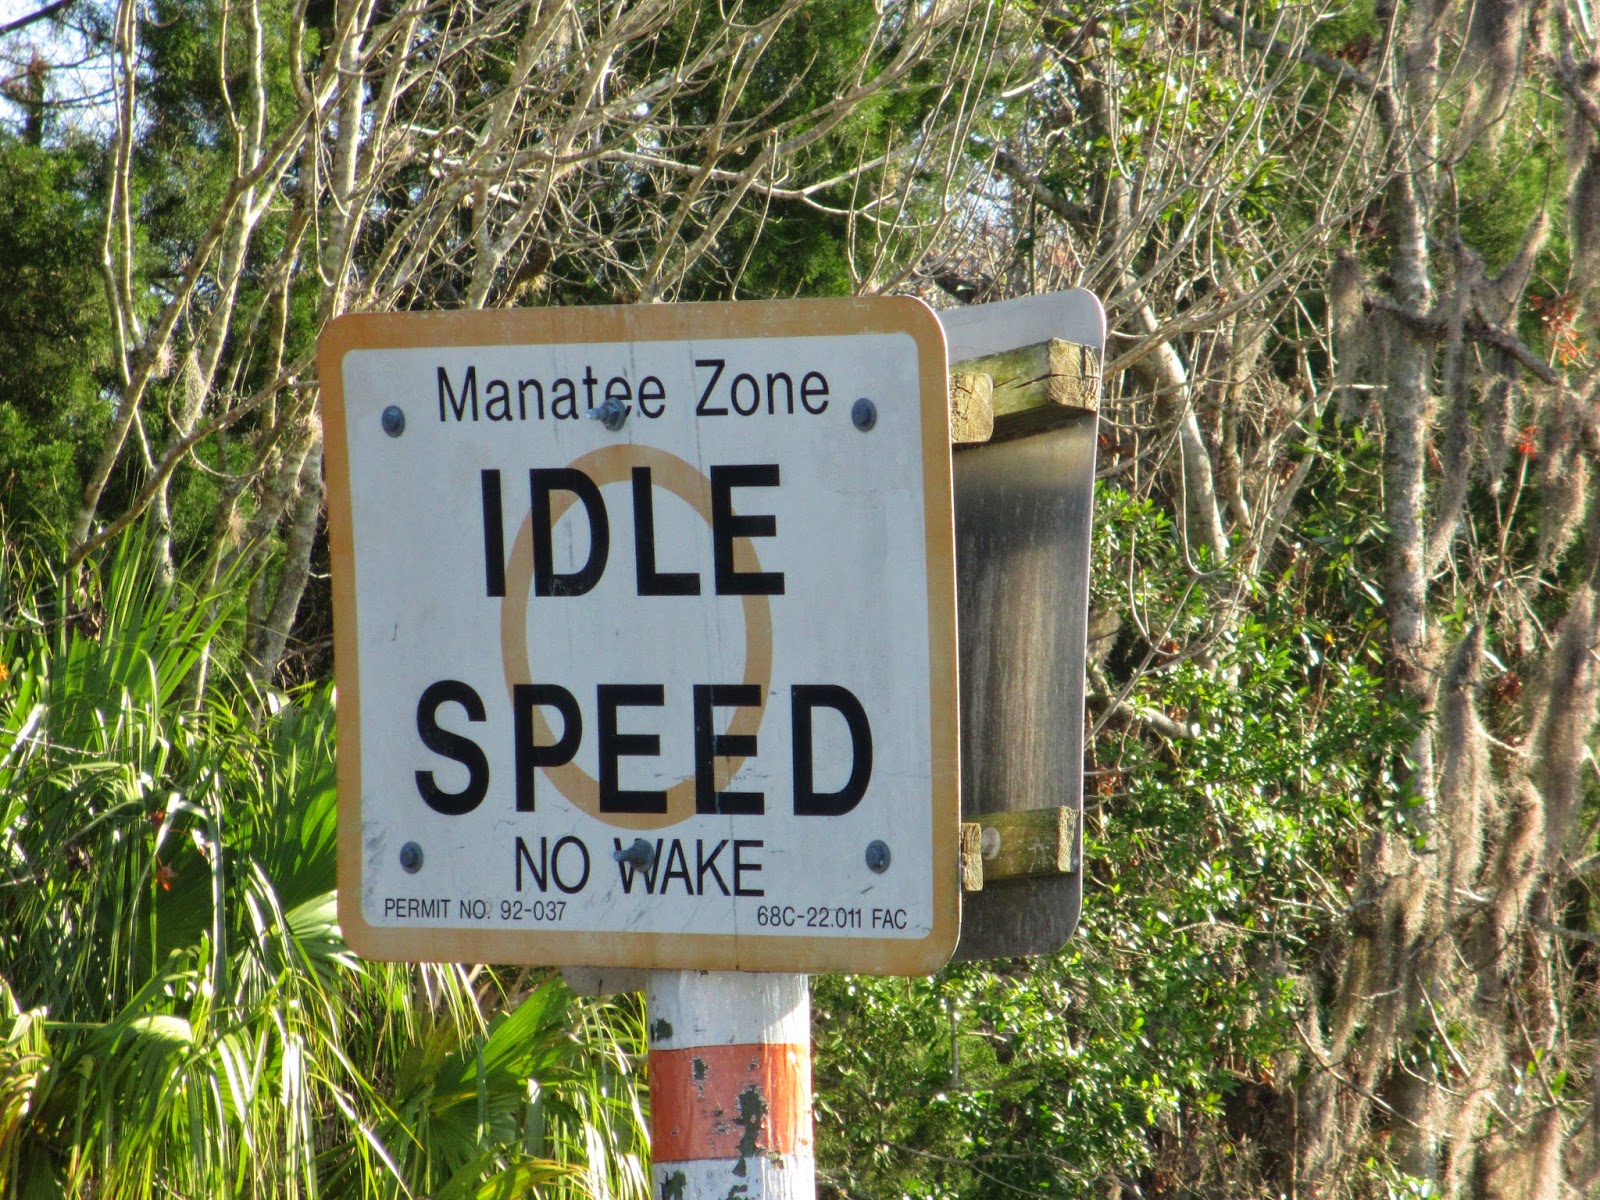 Manatee Zone
IDLE
SPEED
NO WAKE
PERMIT NO. 92-037 68C-22.011 FAC